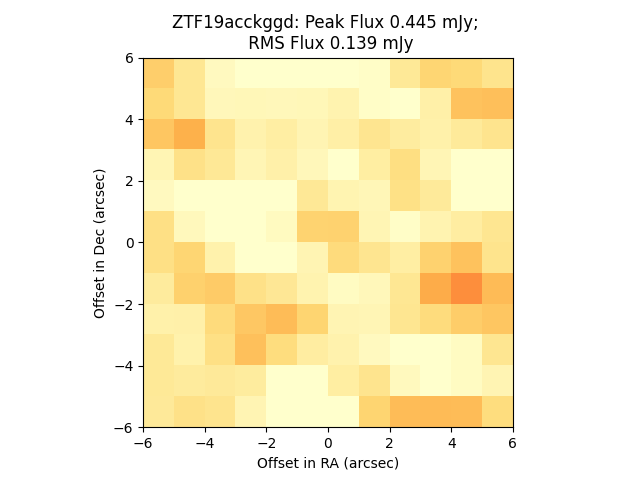 ZTF19acckggd: Peak Flux 0.445 mJy;
RMS Flux 0.139 mJy
6
4
2
0
−2
−4
−6
Offset in Dec (arcsec)
−6 −4 −2 0 2 4 6
Offset in RA (arcsec)